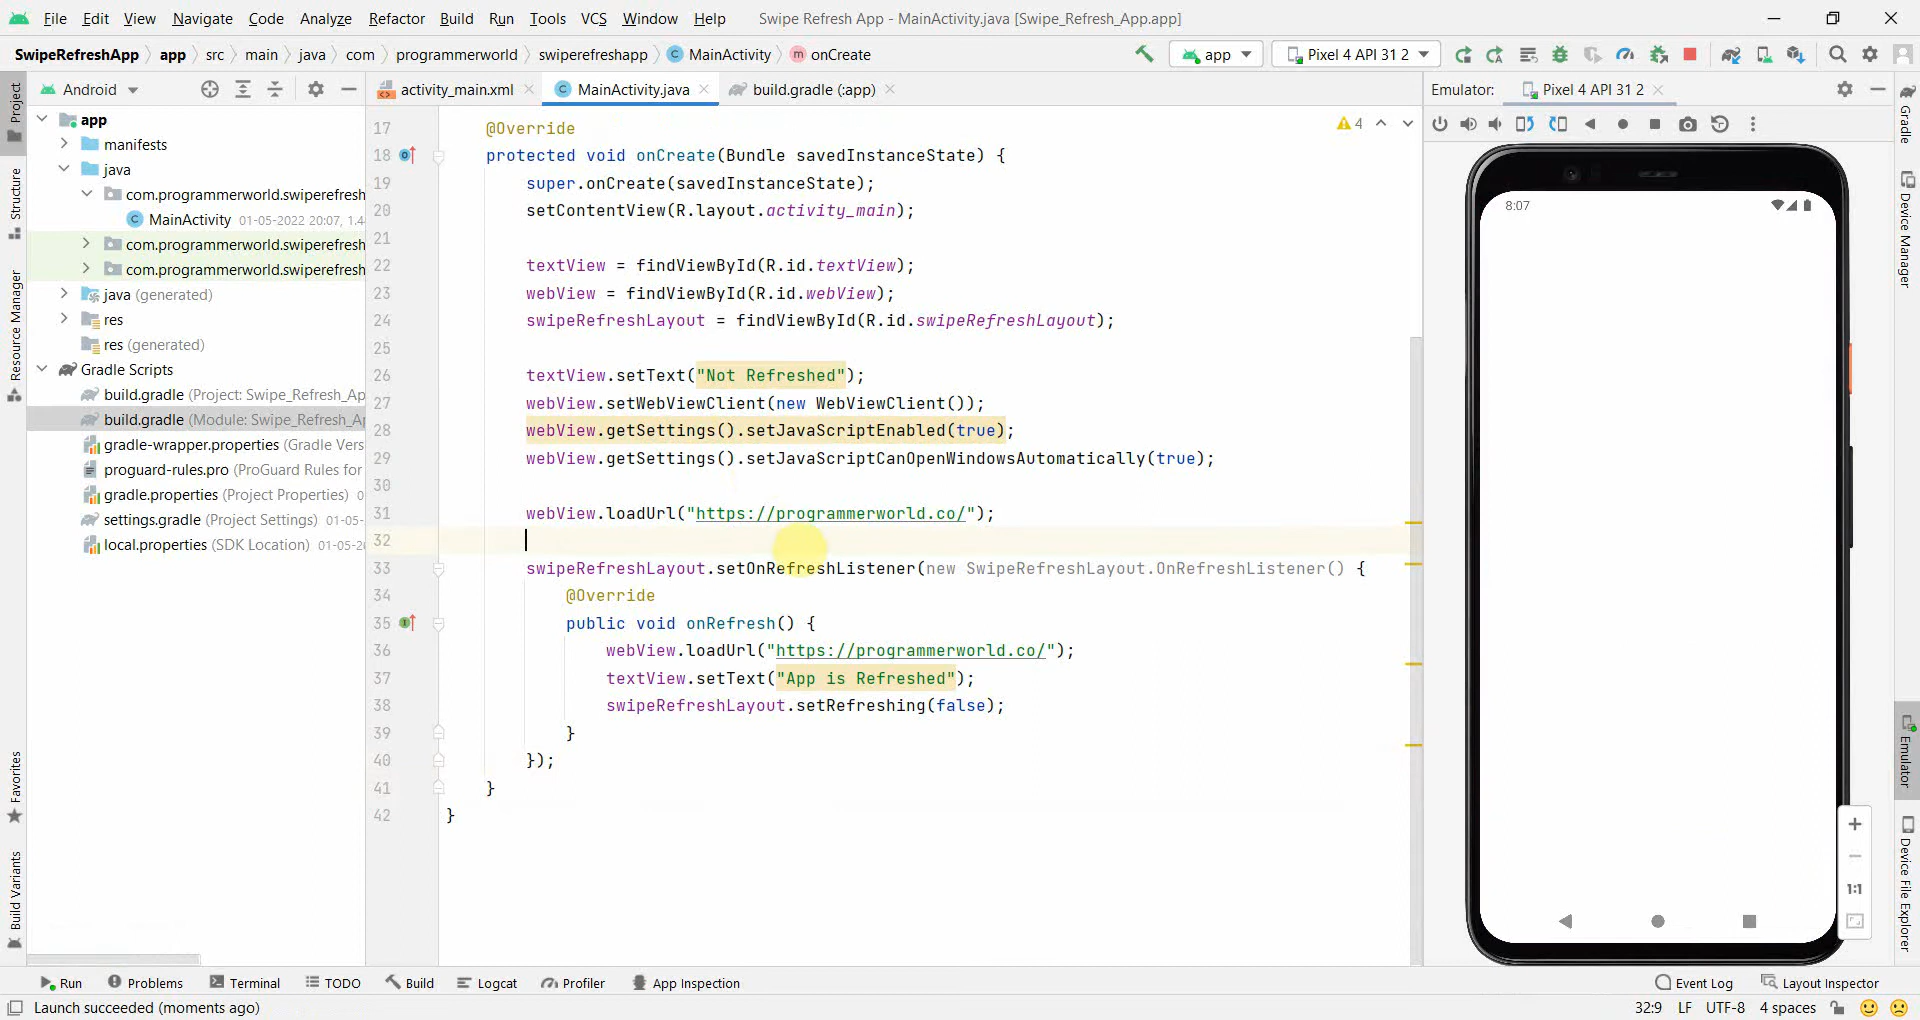 File Edit View Navigate Code Analyze Refactor Build Run Tools VCS Window Help Swipe Refresh App - MainActivity.java [Swipe_Refresh_App.app]
SwipeRefreshApp app src main java com programmerworld swiperefreshapp MainActivity onCreate app Pixel 4 API 31 2
Project
Structure
Resource Manager
Favorites
Build Variants
Android
app
manifests
java
com.programmerworld.swiperefresh
MainActivity 01-05-2022 20:07, 1.4
com.programmerworld.swiperefresh
com.programmerworld.swiperefresh
java (generated)
res
res (generated)
Gradle Scripts
build.gradle (Project: Swipe_Refresh_Ap
build.gradle (Module: Swipe_Refresh_A
gradle-wrapper.properties (Gradle Vers
proguard-rules.pro (ProGuard Rules for
gradle.properties (Project Properties) 0
settings.gradle (Project Settings) 01-05-
local.properties (SDK Location) 01-05-2
activity_main.xml MainActivity.java build.gradle (:app)
4
17 @Override
18 protected void onCreate(Bundle savedInstanceState) {
19 super.onCreate(savedInstanceState);
20 setContentView(R.layout.activity_main);
21
22 textView = findViewById(R.id.textView);
23 webView = findViewById(R.id.webView);
24 swipeRefreshLayout = findViewById(R.id.swipeRefreshLayout);
25
26 textView.setText("Not Refreshed");
27 webView.setWebViewClient(new WebViewClient());
28 webView.getSettings().setJavaScriptEnabled(true);
29 webView.getSettings().setJavaScriptCanOpenWindowsAutomatically(true);
30
31 webView.loadUrl("https://programmerworld.co/");
32
33 swipeRefreshLayout.setOnRefreshListener(new SwipeRefreshLayout.OnRefreshListener() {
34 @Override
35 public void onRefresh() {
36 webView.loadUrl("https://programmerworld.co/");
37 textView.setText("App is Refreshed");
38 swipeRefreshLayout.setRefreshing(false);
39 }
40 });
41 }
42 }
Emulator: Pixel 4 API 31 2
8:07
1:1
Gradle
Device Manager
Emulator
Device File Explorer
Run Problems Terminal TODO Build Logcat Profiler App Inspection Event Log Layout Inspector
Launch succeeded (moments ago) 32:9 LF UTF-8 4 spaces